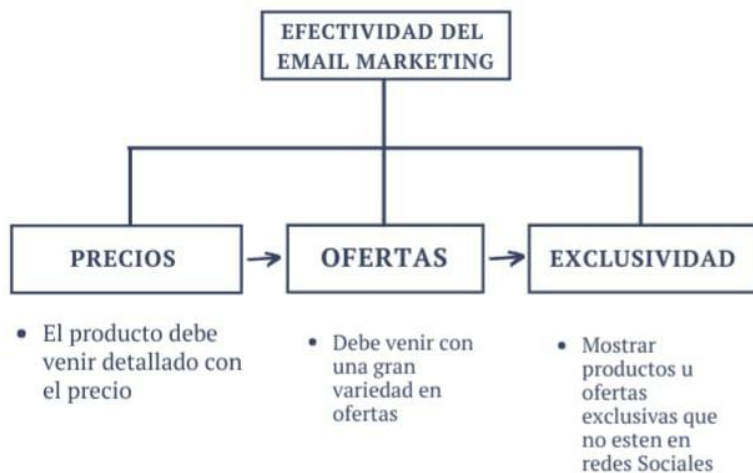 EFECTIVIDAD DEL
EMAIL MARKETING
PRECIOS
OFERTAS
EXCLUSIVIDAD
• El producto debe
venir detallado con
el precio
• Debe venir con
una gran
variedad en
ofertas
• Mostrar
productos u
ofertas
exclusivas que
no esten en
redes Sociales